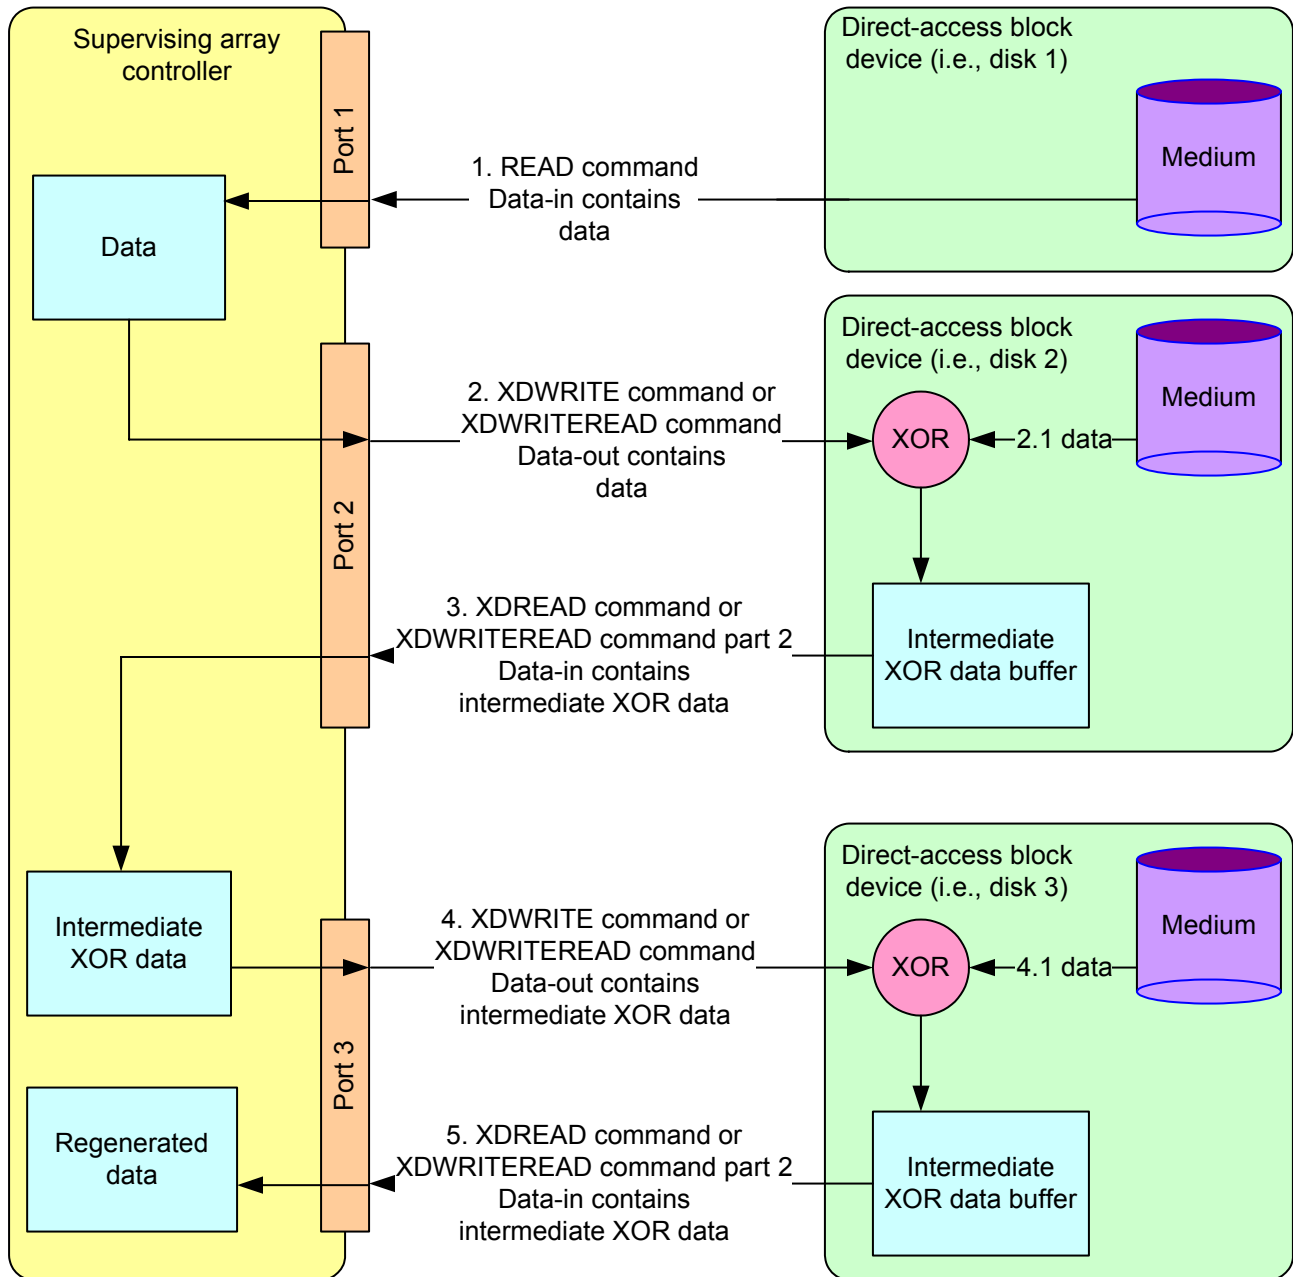 Supervising array
controller
Port 1
Data
1. READ command
Data-in contains
data
Direct-access block
device (i.e., disk 1)
Medium
Port 2
2. XDWRITE command or
XDWRITEREAD command
Data-out contains
data
Direct-access block
device (i.e., disk 2)
Medium
XOR
2.1 data
3. XDREAD command or
XDWRITEREAD command part 2
Data-in contains
intermediate XOR data
Intermediate
XOR data buffer
Intermediate
XOR data
Port 3
4. XDWRITE command or
XDWRITEREAD command
Data-out contains
intermediate XOR data
Direct-access block
device (i.e., disk 3)
Medium
XOR
4.1 data
Regenerated
data
5. XDREAD command or
XDWRITEREAD command part 2
Data-in contains
intermediate XOR data
Intermediate
XOR data buffer